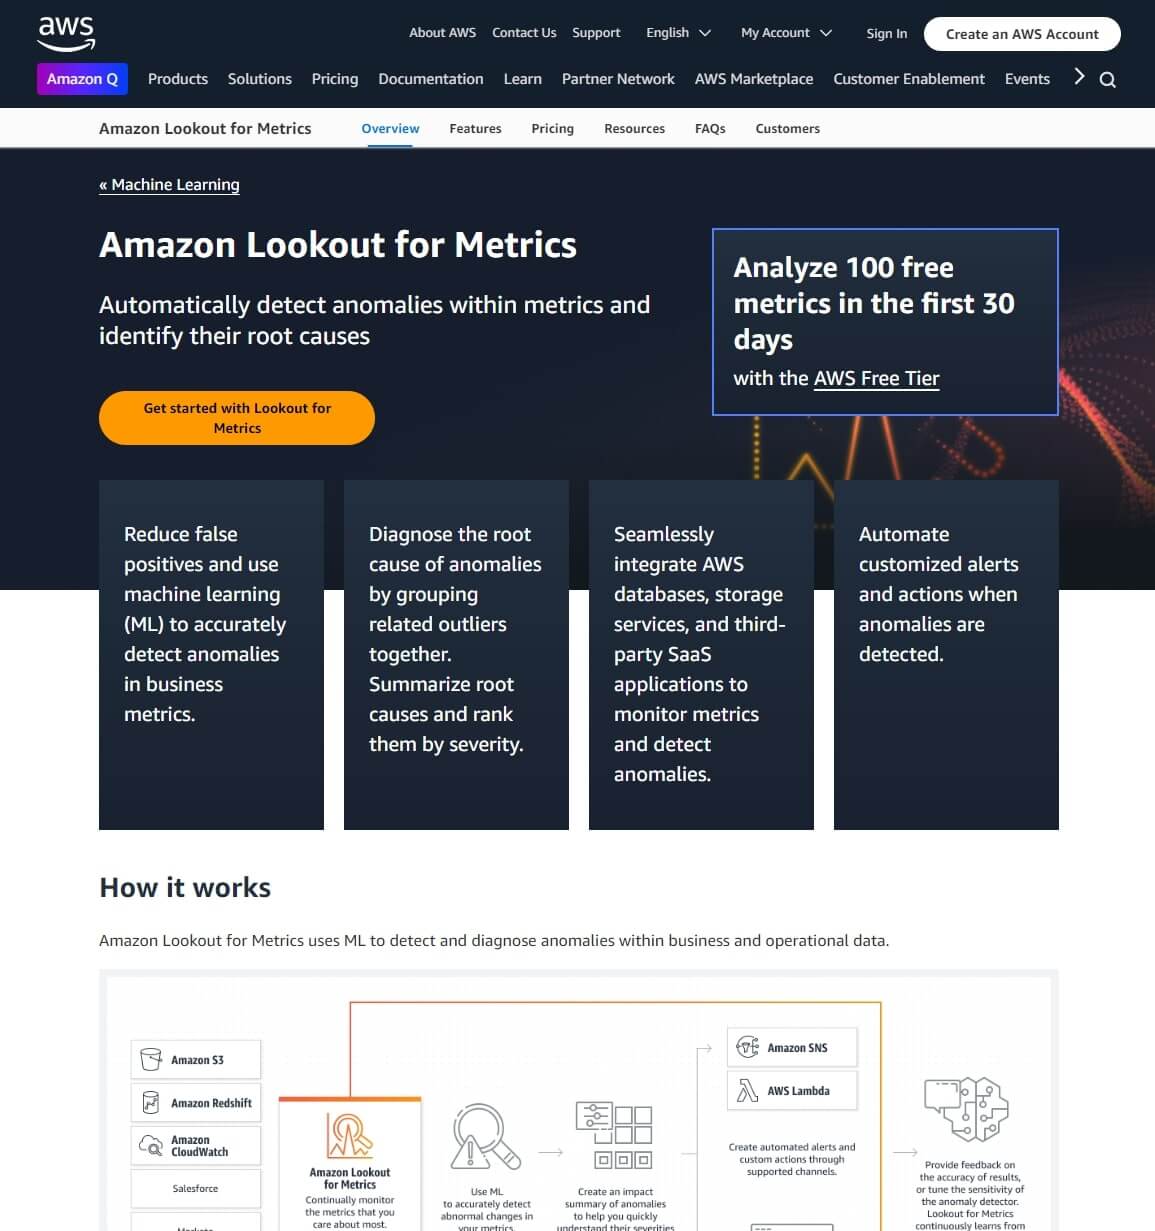 aws
About AWS Contact Us Support English My Account Sign In Create an AWS Account
Amazon Q Products Solutions Pricing Documentation Learn Partner Network AWS Marketplace Customer Enablement Events
Amazon Lookout for Metrics Overview Features Pricing Resources FAQs Customers
« Machine Learning
Amazon Lookout for Metrics
Automatically detect anomalies within metrics and
identify their root causes
Get started with Lookout for
Metrics
Analyze 100 free
metrics in the first 30
days
with the AWS Free Tier
Reduce false
positives and use
machine learning
(ML) to accurately
detect anomalies
in business
metrics.
Diagnose the root
cause of anomalies
by grouping
related outliers
together.
Summarize root
causes and rank
them by severity.
Seamlessly
integrate AWS
databases, storage
services, and third-
party SaaS
applications to
monitor metrics
and detect
anomalies.
Automate
customized alerts
and actions when
anomalies are
detected.
How it works
Amazon Lookout for Metrics uses ML to detect and diagnose anomalies within business and operational data.
Amazon S3
Amazon Redshift
Amazon
CloudWatch
Salesforce
Amazon Lookout
for Metrics
Continually monitor
the metrics that you
care about most.
Use ML
to accurately detect
abnormal changes in
your metrics.
Create an impact
summary of anomalies
to help you quickly
understand their severities
Amazon SNS
AWS Lambda
Create automated alerts and
custom actions through
supported channels.
Provide feedback on
the accuracy of results,
or tune the sensitivity of
the anomaly detector.
Lookout for Metrics
continuously learns from